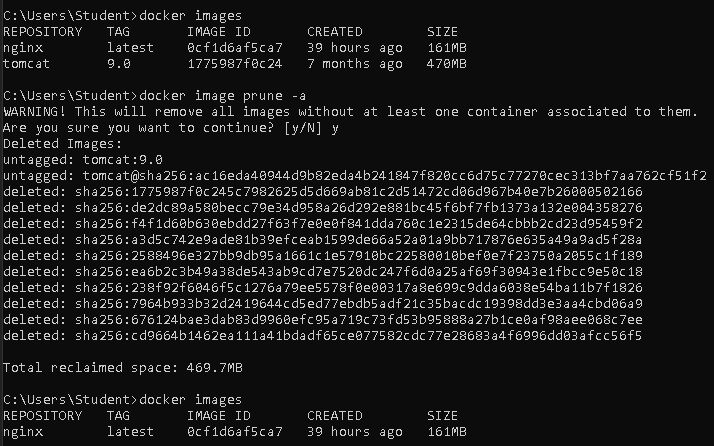 C:\Users\Student>docker images
REPOSITORY   TAG       IMAGE ID       CREATED        SIZE
nginx        latest    0cf1d6af5ca7   39 hours ago   161MB
tomcat       9.0       1775987f0c24   7 months ago   470MB
C:\Users\Student>docker image prune -a
WARNING! This will remove all images without at least one container associated to them.
Are you sure you want to continue? [y/N] y
Deleted Images:
untagged: tomcat:9.0
untagged: tomcat@sha256:ac16eda40944d9b82eda4b241847f820cc6d75c77270cec313bf7aa762cf51f2
deleted: sha256:1775987f0c245c7982625d5d669ab81c2d51472cd06d967b40e7b26000502166
deleted: sha256:de2dc89a580becc79e34d958a26d292e881bc45f6bf7fb1373a132e004358276
deleted: sha256:f4f1d60b630ebdd27f63f7e0e0f841dda760c1e2315de64cbbb2cd23d95459f2
deleted: sha256:a3d5c742e9ade81b39efceab1599de66a52a01a9bb717876e635a49a9ad5f28a
deleted: sha256:2588496e327bb9db95a1661c1e57910bc22580010bef0e7f23750a2055c1f189
deleted: sha256:ea6b2c3b49a38de543ab9cd7e7520dc247f6d0a25af69f30943e1fbcc9e50c18
deleted: sha256:238f92f6046f5c1276a79ee5578f0e00317a8e699c9dda6038e54ba11b7f1826
deleted: sha256:7964b933b32d2419644cd5ed77ebdb5adf21c35bacdc19398dd3e3aa4cbd06a9
deleted: sha256:676124bae3dab83d9960efc95a719c73fd53b95888a27b1ce0af98aee068c7ee
deleted: sha256:cd9664b1462ea111a41bdadf65ce077582cdc77e28683a4f6996dd03afcc56f5
Total reclaimed space: 469.7MB
C:\Users\Student>docker images
REPOSITORY   TAG       IMAGE ID       CREATED        SIZE
nginx        latest    0cf1d6af5ca7   39 hours ago   161MB